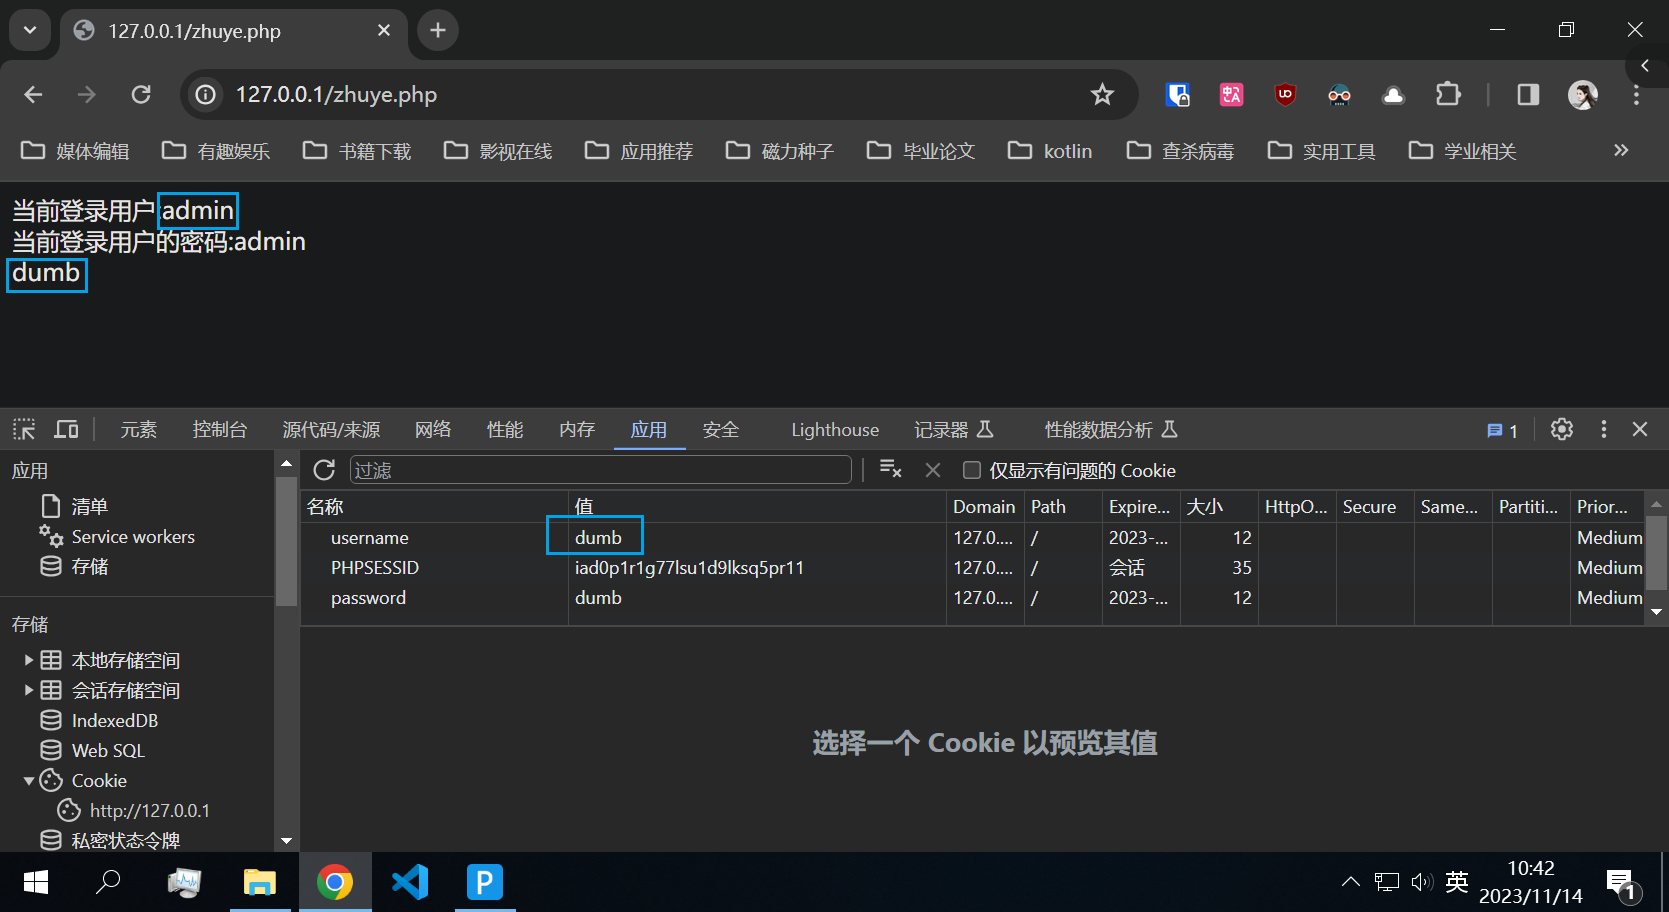 127.0.0.1/zhuye.php
127.0.0.1/zhuye.php
媒体编辑 有趣娱乐 书籍下载 影视在线 应用推荐 磁力种子 毕业论文 kotlin 查杀病毒 实用工具 学业相关
当前登录用户:admin
当前登录用户的密码:admin
dumb
元素 控制台 源代码/来源 网络 性能 内存 应用 安全 Lighthouse 记录器 性能数据分析 1
应用
清单
Service workers
存储
存储
本地存储空间
会话存储空间
IndexedDB
Web SQL
Cookie
http://127.0.0.1
私密状态令牌
过滤 仅显示有问题的 Cookie
名称 值 Domain Path Expire... 大小 HttpO... Secure Same... Partiti... Prior...
username dumb 127.0.... / 2023-... 12 Medium
PHPSESSID iad0p1r1g77lsu1d9lksq5pr11 127.0.... / 会话 35 Medium
password dumb 127.0.... / 2023-... 12 Medium
选择一个 Cookie 以预览其值
英 10:42
2023/11/14 1